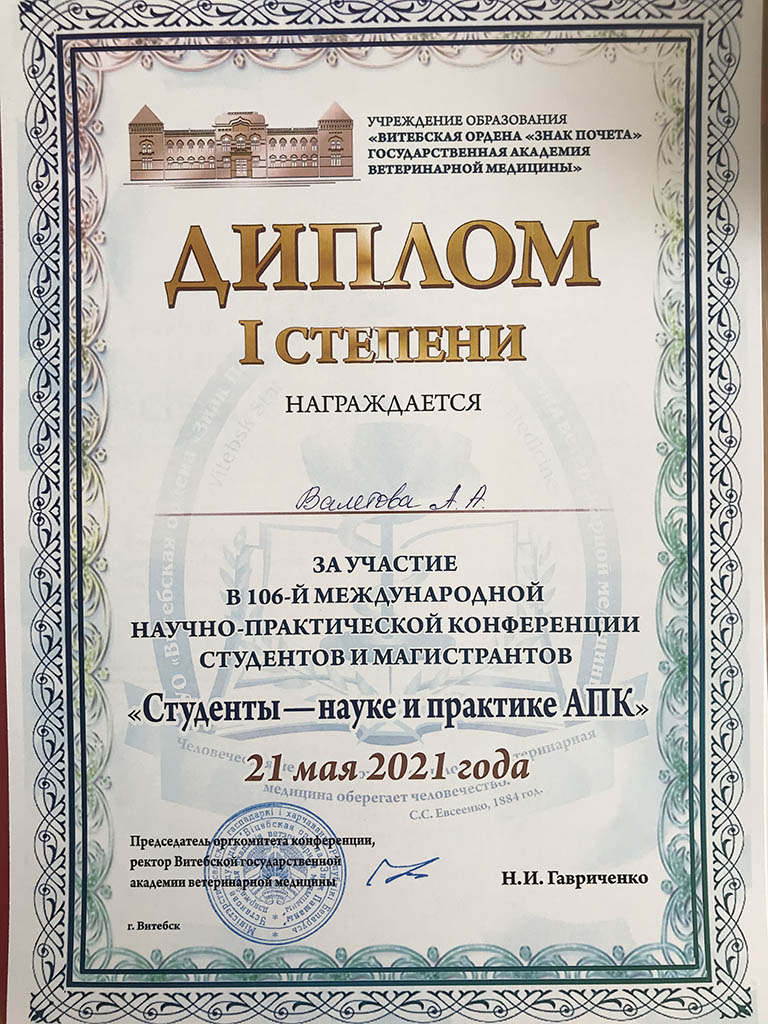 УЧРЕЖДЕНИЕ ОБРАЗОВАНИЯ
«ВИТЕБСКАЯ ОРДЕНА «ЗНАК ПОЧЕТА»
ГОСУДАРСТВЕННАЯ АКАДЕМИЯ
ВЕТЕРИНАРНОЙ МЕДИЦИНЫ»
ДИПЛОМ
I СТЕПЕНИ
НАГРАЖДАЕТСЯ
Валетова А. А.
ЗА УЧАСТИЕ
В 106-Й МЕЖДУНАРОДНОЙ
НАУЧНО-ПРАКТИЧЕСКОЙ КОНФЕРЕНЦИИ
СТУДЕНТОВ И МАГИСТРАНТОВ
«Студенты — науке и практике АПК»
21 мая 2021 года
медицина оберегает человечество.
С.С. Евсеенко, 1884 год.
Председатель оргкомитета конференции,
ректор Витебской государственной
академии ветеринарной медицины
Н.И. Гавриченко
г. Витебск